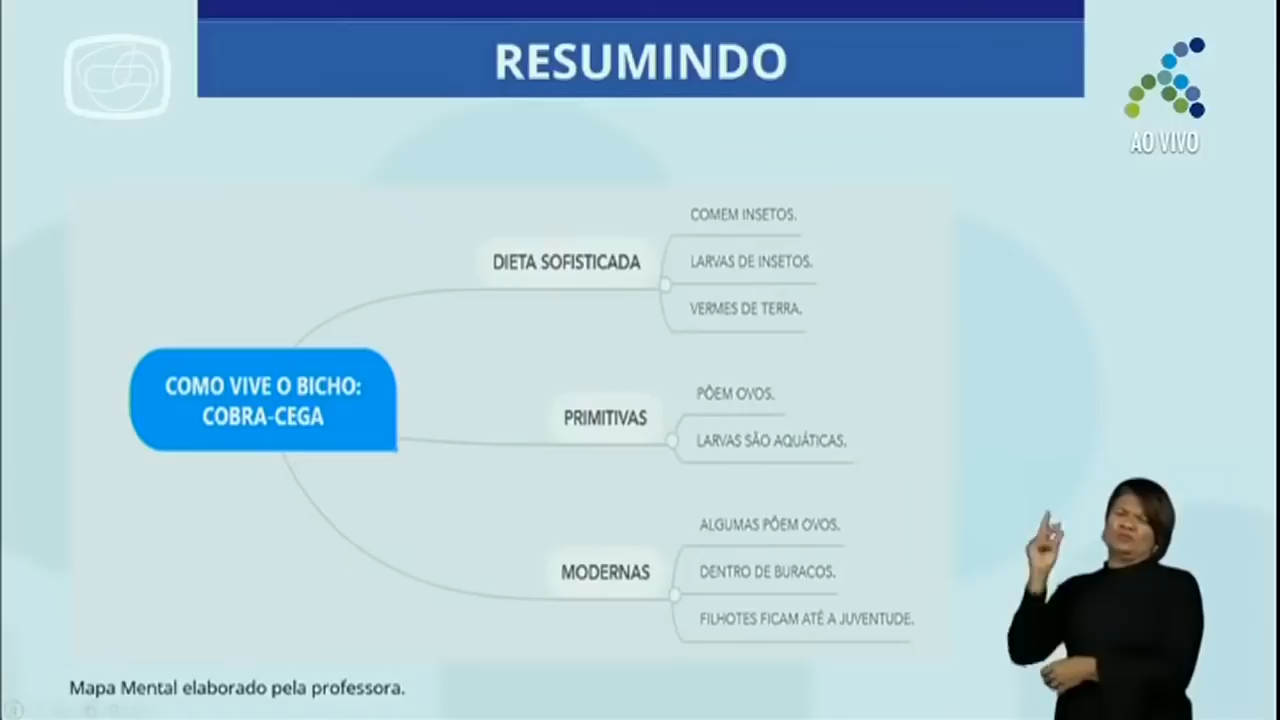 RESUMINDO
AO VIVO
COMEM INSETOS.
DIETA SOFISTICADA
LARVAS DE INSETOS.
VERMES DE TERRA.
COMO VIVE O BICHO:
COBRA-CEGA
PÕEM OVOS.
PRIMITIVAS
LARVAS SÃO AQUÁTICAS.
ALGUMAS PÕEM OVOS.
MODERNAS
DENTRO DE BURACOS.
FILHOTES FICAM ATÉ A JUVENTUDE.
Mapa Mental elaborado pela professora.